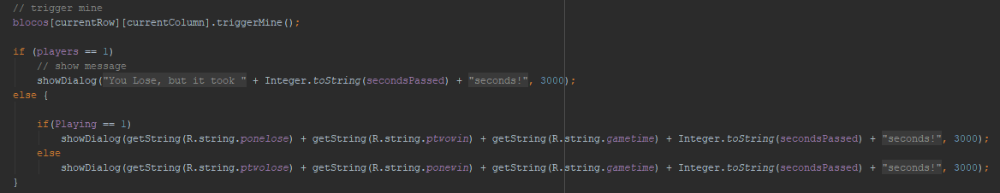 // trigger mine
blocos[currentRow][currentColumn].triggerMine();
if (players == 1)
// show message
showDialog("You Lose, but it took " + Integer.toString(secondsPassed) + "seconds!", 3000);
else {
if(Playing == 1)
showDialog(getString(R.string.ponelose) + getString(R.string.ptwowin) + getString(R.string.gametime) + Integer.toString(secondsPassed) + "seconds!", 3000);
else
showDialog(getString(R.string.ptwolose) + getString(R.string.ponewin) + getString(R.string.gametime) + Integer.toString(secondsPassed) + "seconds!", 3000);
}